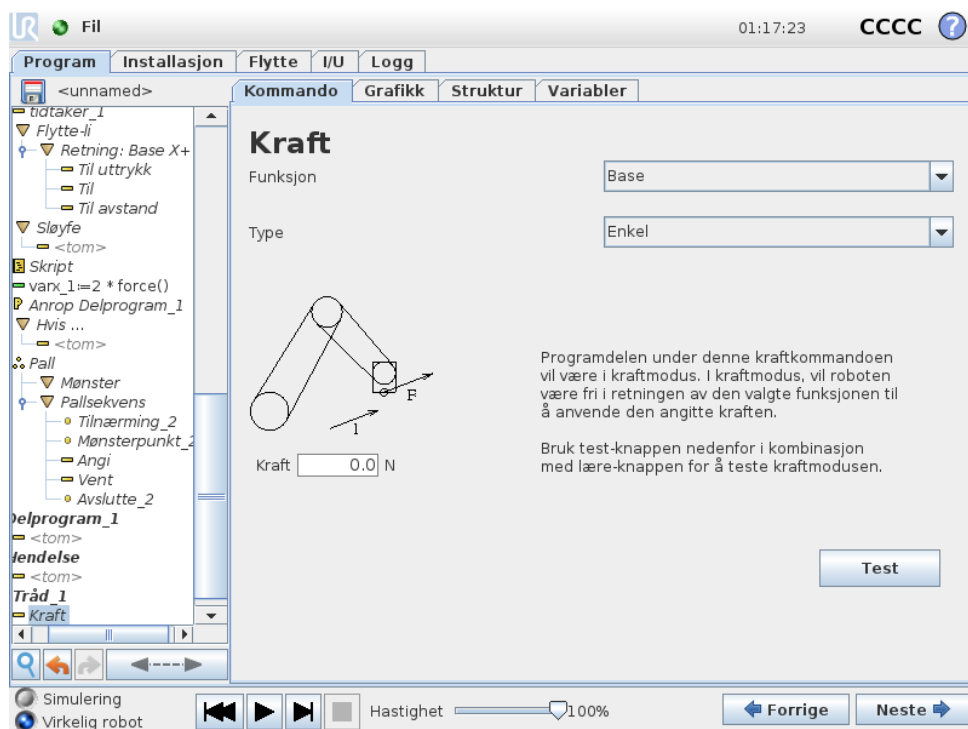 UR Fil 01:17:23 CCCC ?
Program Installasjon Flytte I/U Logg
<unnamed>
Kommando Grafikk Struktur Variabler
tidtaker_1
Flytte-li
Retning: Base X+
Til uttrykk
Til
Til avstand
Sløyfe
<tom>
Skript
varx_1:=2 * force()
Anrop Delprogram_1
Hvis ...
<tom>
Pall
Mønster
Pallsekvens
Tilnærming_2
Mønsterpunkt_2
Angi
Vent
Avslutte_2
Delprogram_1
<tom>
Hendelse
<tom>
Tråd_1
Kraft
Kraft
Funksjon Base
Type Enkel
F
l
Kraft 0.0 N
Programdelen under denne kraftkommandoen
vil være i kraftmodus. I kraftmodus, vil roboten
være fri i retningen av den valgte funksjonen til
å anvende den angitte kraften.
Bruk test-knappen nedenfor i kombinasjon
med lære-knappen for å teste kraftmodusen.
Test
Simulering
Virkelig robot
Hastighet 100%
Forrige Neste